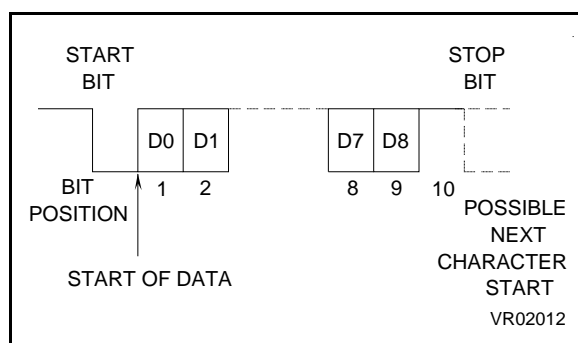 START
BIT
STOP
BIT
D0 D1 D7 D8
BIT
POSITION
1 2 8 9 10
POSSIBLE
NEXT
CHARACTER
START
START OF DATA
VR02012